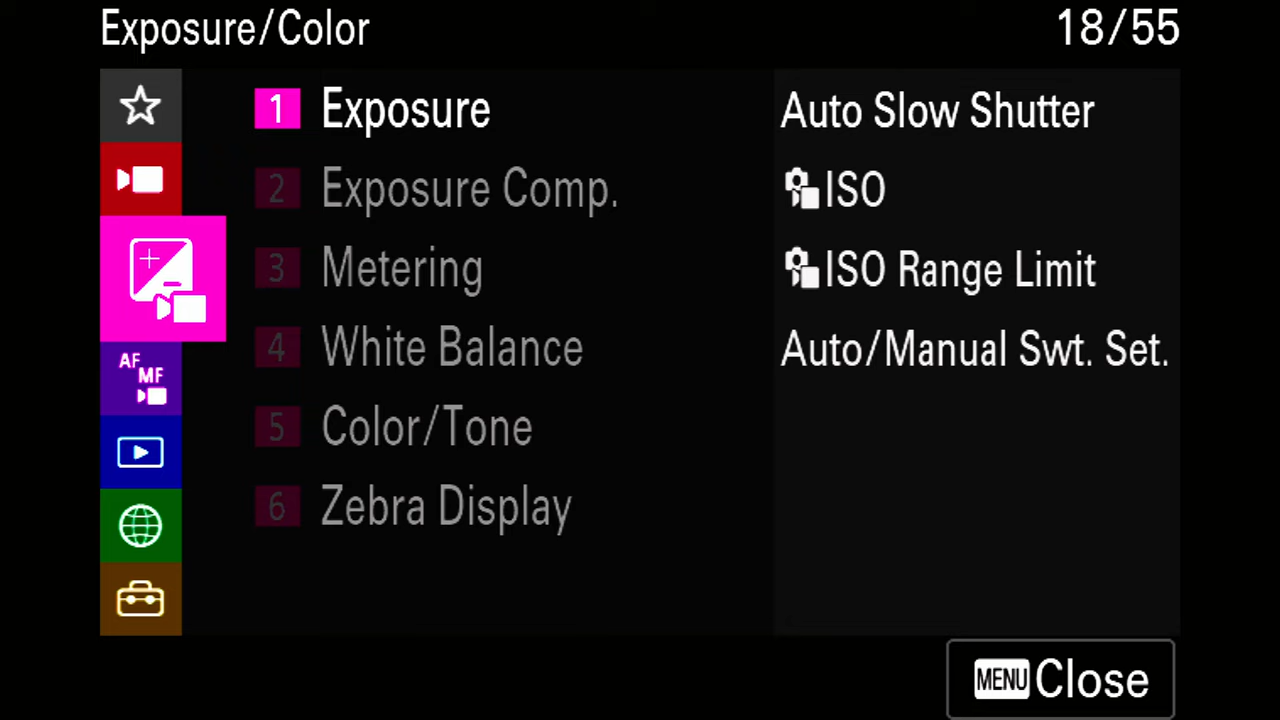 Exposure/Color 18/55
1 Exposure
2 Exposure Comp.
3 Metering
4 White Balance
5 Color/Tone
6 Zebra Display
Auto Slow Shutter
ISO
ISO Range Limit
Auto/Manual Swt. Set.
AF
MF
MENU Close